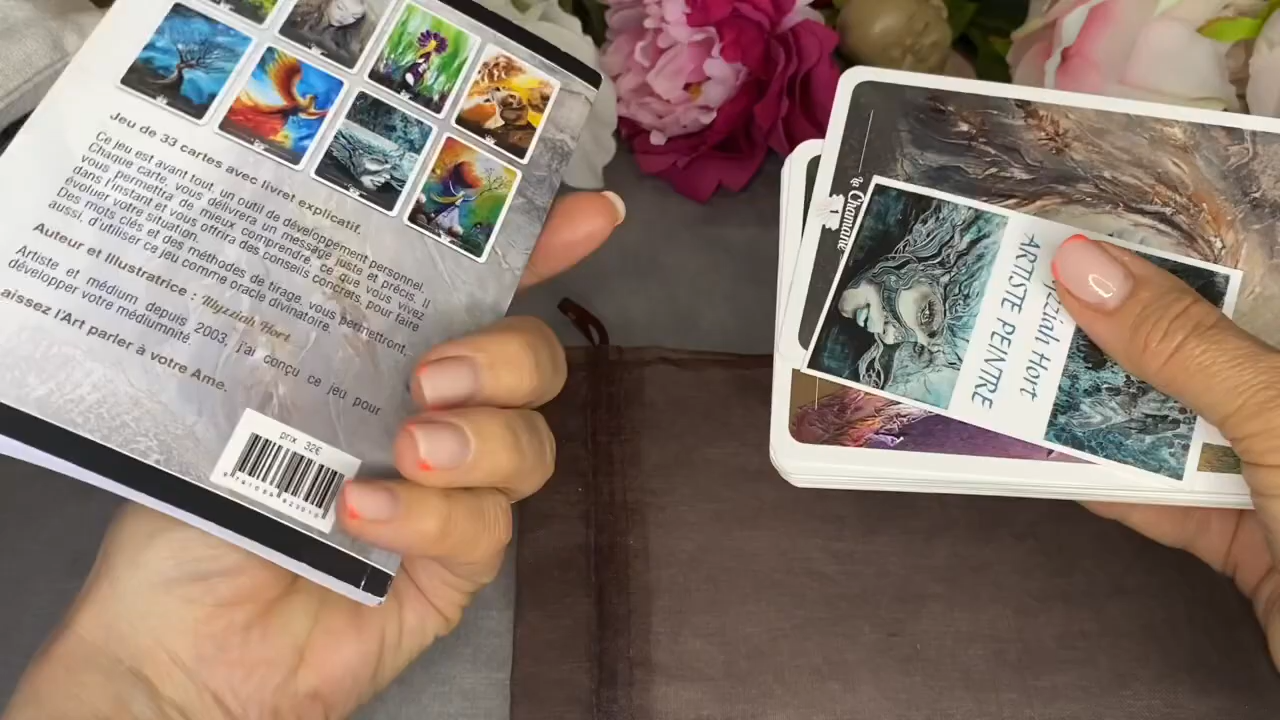 Jeu de 33 cartes avec livret explicatif.
Ce jeu est avant tout, un outil de développement personnel.
Chaque carte, vous délivrera un message juste et précis. Il
vous permettra de mieux comprendre, ce que vous vivez
dans l'instant et vous offrira des conseils concrets, pour faire
évoluer votre situation.
Des mots clés et des méthodes de tirage, vous permettront,
aussi, d'utiliser ce jeu comme oracle divinatoire.
Auteur et Illustratrice : Illyzziah Hort
Artiste et médium depuis 2003, j'ai conçu ce jeu pour
développer votre médiumnité.
aissez l'Art parler à votre Ame.
prix 32€
le Chamane
yzziah Hort
ARTISTE PEINTRE